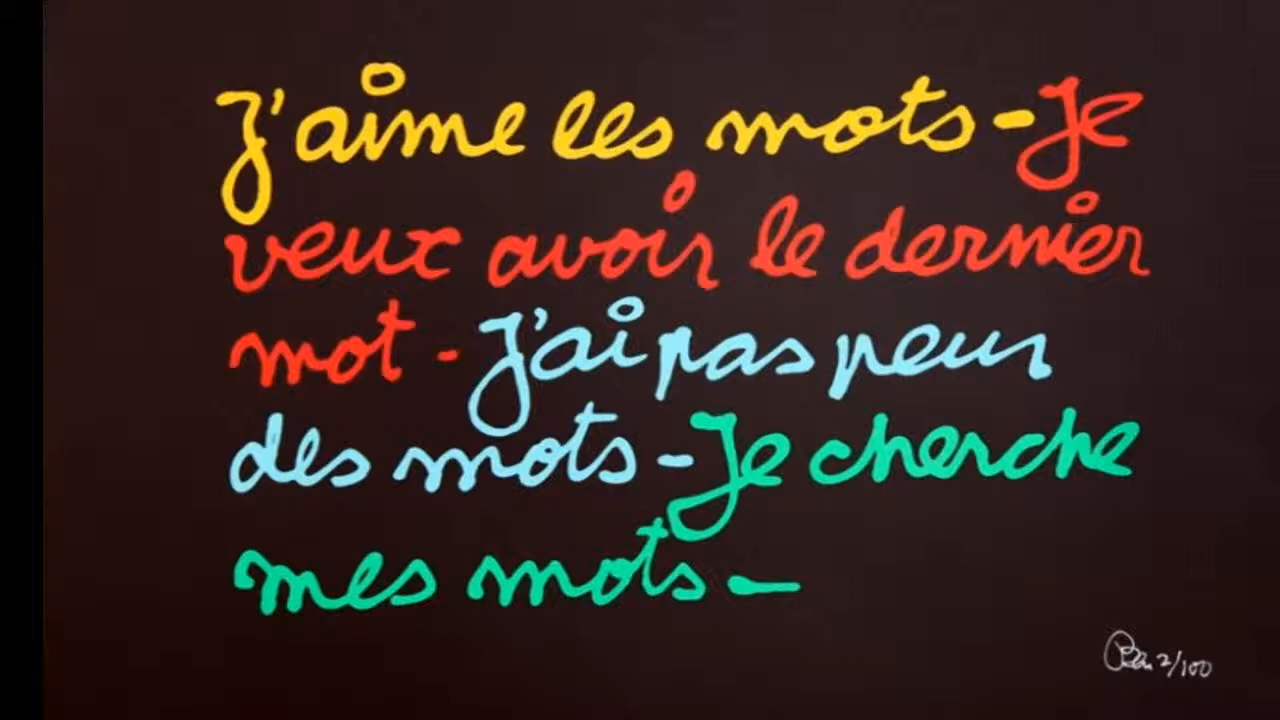 J'aime les mots - Je
veux avoir le dernier
mot - J'ai pas peur
des mots - Je cherche
mes mots -
Ben 2/100